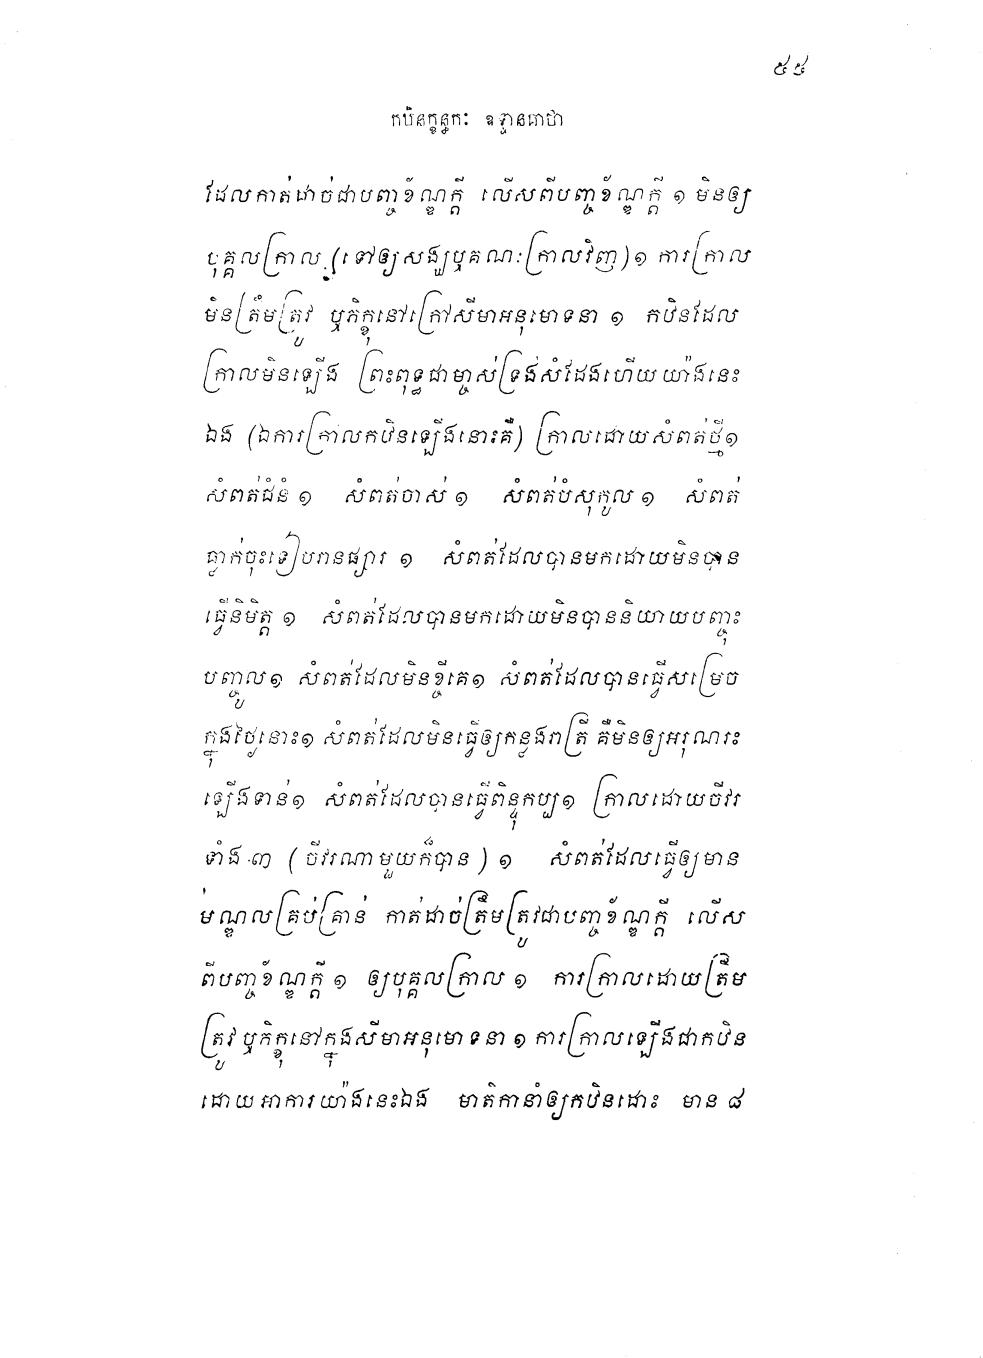 ៥៥
កឋិនក្ខន្ធកៈ ឧទ្ទានគាថា
ដែលកាត់ដាច់ជាបញ្ចខ័ណ្ឌក្តី លើសពីបញ្ចខ័ណ្ឌក្តី ១ មិនឲ្យ
បុគ្គលក្រាល (ទៅឲ្យសង្ឃឬគណៈក្រាលវិញ) ១ ការក្រាល
មិនត្រឹមត្រូវ ឬភិក្ខុនៅក្រៅសីមាអនុមោទនា ១ កឋិនដែល
ក្រាលមិនឡើង ព្រះពុទ្ធជាម្ចាស់ទ្រង់សំដែងហើយ យ៉ាងនេះ
ឯង (ឯការក្រាលកឋិនឡើងនោះគឺ) ក្រាលដោយសំពត់ថ្មី ១
សំពត់ជំនំ ១ សំពត់ចាស់ ១ សំពត់បំសុកូល ១ សំពត់
ធ្លាក់ចុះទៀបរានផ្សារ ១ សំពត់ដែលបានមកដោយមិនបាន
ធ្វើនិមិត្ត ១ សំពត់ដែលបានមកដោយមិនបាននិយាយបញ្ចុះ
បញ្ចូល ១ សំពត់ដែលមិនខ្ចីគេ ១ សំពត់ដែលបានធ្វើសម្រេច
ក្នុងថ្ងៃនោះ ១ សំពត់ដែលមិនធ្វើឲ្យកន្លងរាត្រី គឺមិនឲ្យអរុណរះ
ឡើងទាន់ ១ សំពត់ដែលបានធ្វើពិន្ទុកប្ប ១ ក្រាលដោយចីវរ
ទាំង ៣ (ចីវរណាមួយក៏បាន) ១ សំពត់ដែលធ្វើឲ្យមាន
មណ្ឌលគ្រប់គ្រាន់ កាត់ដាច់ត្រឹមត្រូវជាបញ្ចខ័ណ្ឌក្តី លើស
ពីបញ្ចខ័ណ្ឌក្តី ១ ឲ្យបុគ្គលក្រាល ១ ការក្រាលដោយត្រឹម
ត្រូវ ឬភិក្ខុនៅក្នុងសីមាអនុមោទនា ១ ការក្រាលឡើងជាកឋិន
ដោយអាការយ៉ាងនេះឯង មាតិកានាំឲ្យកឋិនដោះ មាន ៨